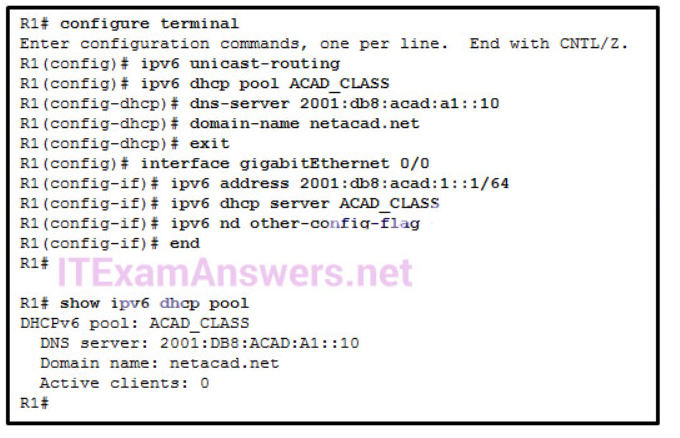 R1# configure terminal
Enter configuration commands, one per line.  End with CNTL/Z.
R1(config)# ipv6 unicast-routing
R1(config)# ipv6 dhcp pool ACAD_CLASS
R1(config-dhcp)# dns-server 2001:db8:acad:a1::10
R1(config-dhcp)# domain-name netacad.net
R1(config-dhcp)# exit
R1(config)# interface gigabitEthernet 0/0
R1(config-if)# ipv6 address 2001:db8:acad:1::1/64
R1(config-if)# ipv6 dhcp server ACAD_CLASS
R1(config-if)# ipv6 nd other-config-flag
R1(config-if)# end
R1#
ITExamAnswers.net
R1# show ipv6 dhcp pool
DHCPv6 pool: ACAD_CLASS
  DNS server: 2001:DB8:ACAD:A1::10
  Domain name: netacad.net
  Active clients: 0
R1#